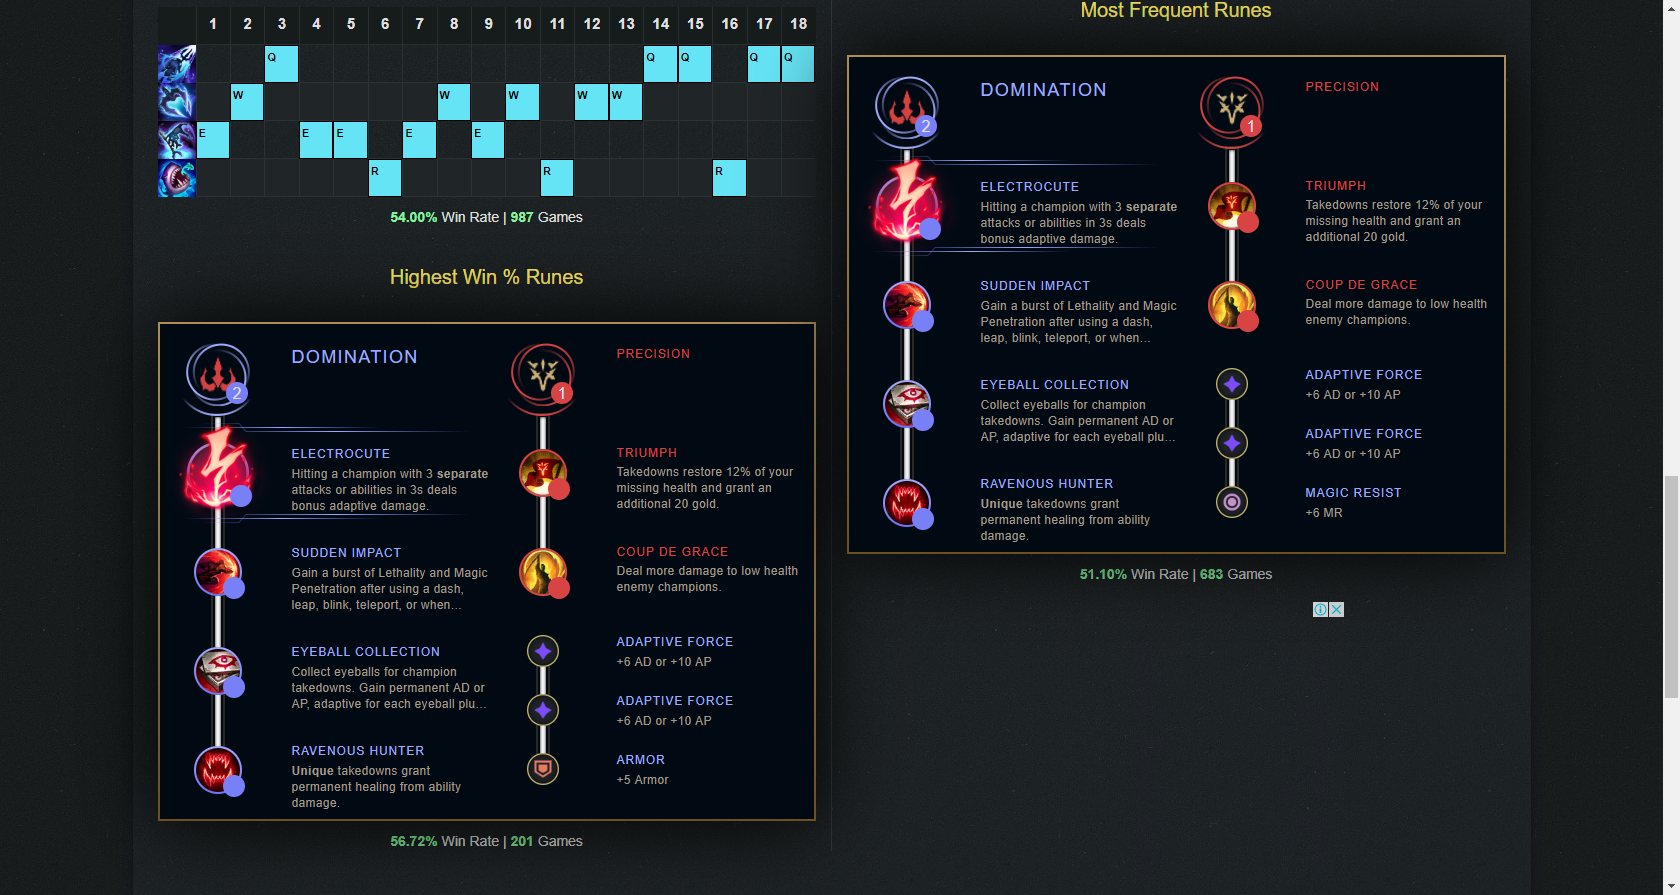 1 2 3 4 5 6 7 8 9 10 11 12 13 14 15 16 17 18
Q Q Q Q Q
W W W W W
E E E E E
R R R
54.00% Win Rate | 987 Games
Highest Win % Runes
2
DOMINATION
ELECTROCUTE
Hitting a champion with 3 separate
attacks or abilities in 3s deals
bonus adaptive damage.
SUDDEN IMPACT
Gain a burst of Lethality and Magic
Penetration after using a dash,
leap, blink, teleport, or when...
EYEBALL COLLECTION
Collect eyeballs for champion
takedowns. Gain permanent AD or
AP, adaptive for each eyeball plu...
RAVENOUS HUNTER
Unique takedowns grant
permanent healing from ability
damage.
1
PRECISION
TRIUMPH
Takedowns restore 12% of your
missing health and grant an
additional 20 gold.
COUP DE GRACE
Deal more damage to low health
enemy champions.
ADAPTIVE FORCE
+6 AD or +10 AP
ADAPTIVE FORCE
+6 AD or +10 AP
ARMOR
+5 Armor
56.72% Win Rate | 201 Games
Most Frequent Runes
2
DOMINATION
ELECTROCUTE
Hitting a champion with 3 separate
attacks or abilities in 3s deals
bonus adaptive damage.
SUDDEN IMPACT
Gain a burst of Lethality and Magic
Penetration after using a dash,
leap, blink, teleport, or when...
EYEBALL COLLECTION
Collect eyeballs for champion
takedowns. Gain permanent AD or
AP, adaptive for each eyeball plu...
RAVENOUS HUNTER
Unique takedowns grant
permanent healing from ability
damage.
1
PRECISION
TRIUMPH
Takedowns restore 12% of your
missing health and grant an
additional 20 gold.
COUP DE GRACE
Deal more damage to low health
enemy champions.
ADAPTIVE FORCE
+6 AD or +10 AP
ADAPTIVE FORCE
+6 AD or +10 AP
MAGIC RESIST
+6 MR
51.10% Win Rate | 683 Games